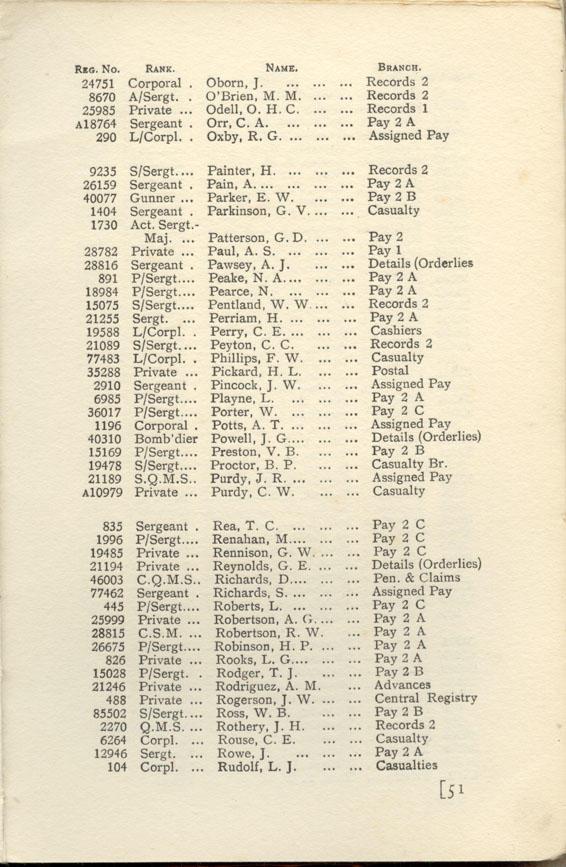 REG. NO. RANK. NAME. BRANCH.
24751 Corporal . Oborn, J. ... ... ... Records 2
8670 A/Sergt. . O'Brien, M. M. ... ... Records 2
25985 Private ... Odell, O. H. C. ... ... Records 1
A18764 Sergeant . Orr, C. A. ... ... ... Pay 2 A
290 L/Corpl. . Oxby, R. G. ... ... ... Assigned Pay
9235 S/Sergt.... Painter, H. ... ... ... Records 2
26159 Sergeant . Pain, A. ... ... ... ... Pay 2 A
40077 Gunner ... Parker, E. W. ... ... Pay 2 B
1404 Sergeant . Parkinson, G. V. ... ... Casualty
1730 Act. Sergt.-
Maj. ... Patterson, G. D. ... ... Pay 2
28782 Private ... Paul, A. S. ... ... ... Pay 1
28816 Sergeant . Pawsey, A. J. ... ... Details (Orderlies
891 P/Sergt.... Peake, N. A.... ... ... Pay 2 A
18984 P/Sergt.... Pearce, N. ... ... ... Pay 2 A
15075 S/Sergt.... Pentland, W. W. ... ... Records 2
21255 Sergt. ... Perriam, H. ... ... ... Pay 2 A
19588 L/Corpl. . Perry, C. E. ... ... ... Cashiers
21089 S/Sergt.... Peyton, C. C. ... ... Records 2
77483 L/Corpl. . Phillips, F. W. ... ... Casualty
35288 Private ... Pickard, H. L. ... ... Postal
2910 Sergeant . Pincock, J. W. ... ... Assigned Pay
6985 P/Sergt.... Playne, L. ... ... ... Pay 2 A
36017 P/Sergt.... Porter, W. ... ... ... Pay 2 C
1196 Corporal . Potts, A. T. ... ... ... Assigned Pay
40310 Bomb'dier Powell, J. G.... ... ... Details (Orderlies)
15169 P/Sergt.... Preston, V. B. ... ... Pay 2 B
19478 S/Sergt.... Proctor, B. P. ... ... Casualty Br.
21189 S.Q.M.S.. Purdy, J. R. ... ... ... Assigned Pay
A10979 Private ... Purdy, C. W. ... ... Casualty
835 Sergeant . Rea, T. C. ... ... ... Pay 2 C
1996 P/Sergt.... Renahan, M.... ... ... Pay 2 C
19485 Private ... Rennison, G. W. ... ... Pay 2 C
21194 Private ... Reynolds, G. E. ... ... Details (Orderlies)
46003 C.Q.M.S.. Richards, D.... ... ... Pen. & Claims
77462 Sergeant . Richards, S. ... ... ... Assigned Pay
445 P/Sergt.... Roberts, L. ... ... ... Pay 2 C
25999 Private ... Robertson, A. G. ... ... Pay 2 A
28815 C.S.M. ... Robertson, R. W. ... Pay 2 A
26675 P/Sergt.... Robinson, H. P. ... ... Pay 2 A
826 Private ... Rooks, L. G.... ... ... Pay 2 A
15028 P/Sergt. . Rodger, T. J. ... ... Pay 2 B
21246 Private ... Rodriguez, A. M. ... Advances
488 Private ... Rogerson, J. W. ... ... Central Registry
85502 S/Sergt.... Ross, W. B. ... ... ... Pay 2 B
2270 Q.M.S. ... Rothery, J. H. ... ... Records 2
6264 Corpl. ... Rouse, C. E. ... ... Casualty
12946 Sergt. ... Rowe, J. ... ... ... ... Pay 2 A
104 Corpl. ... Rudolf, L. J. ... ... Casualties
[51